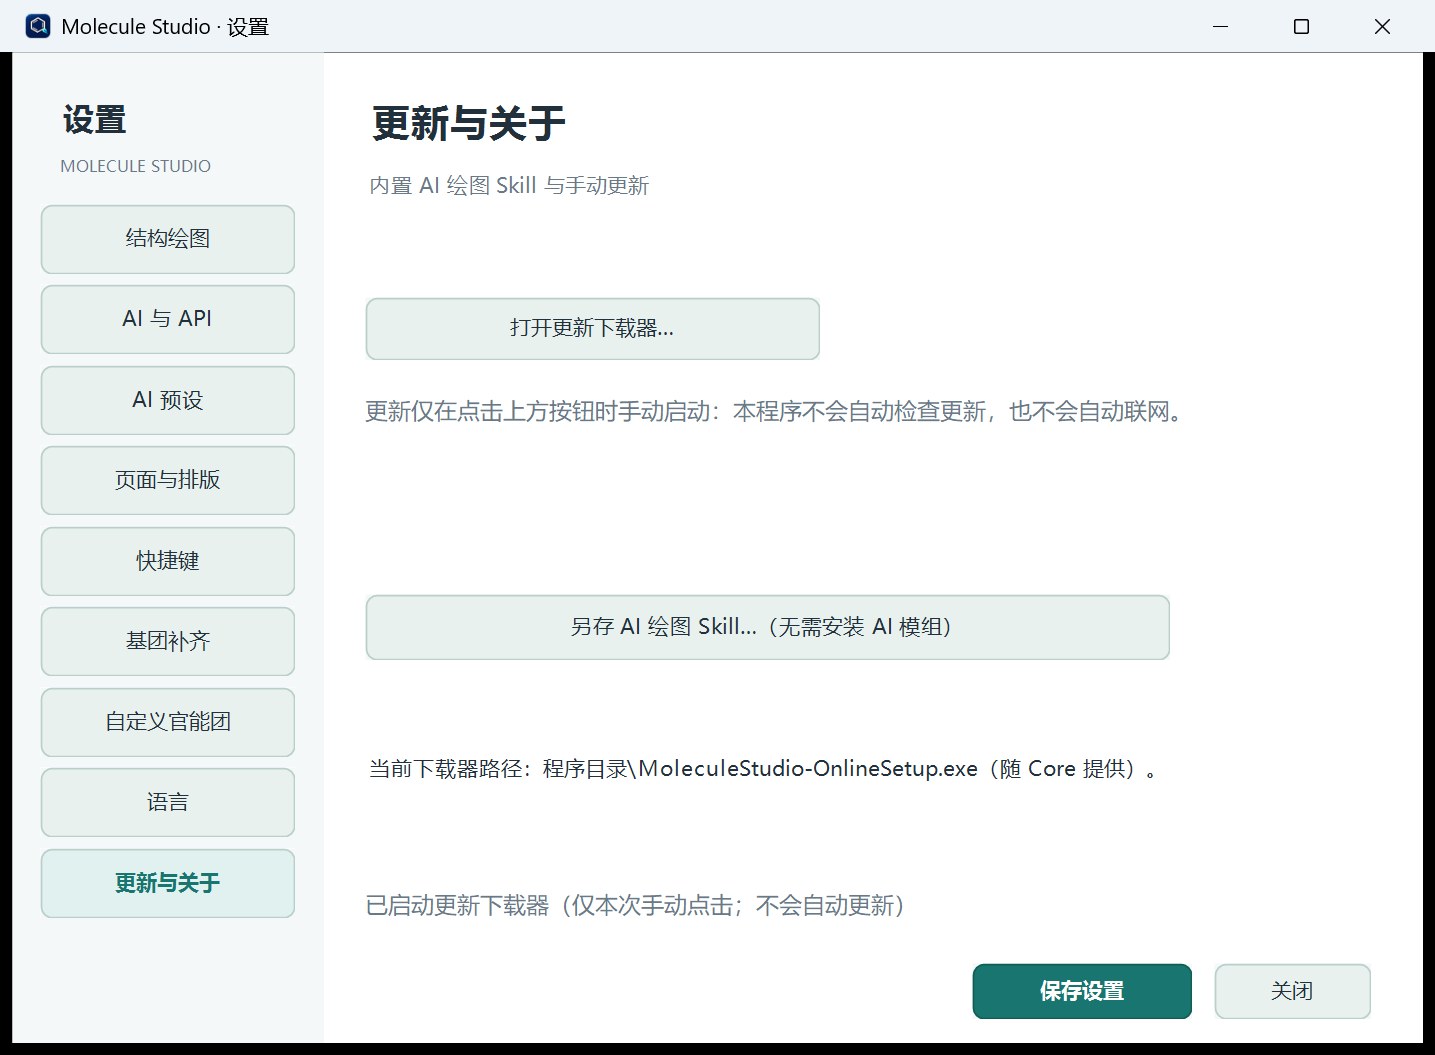 Molecule Studio · 设置
设置
MOLECULE STUDIO
结构绘图
AI 与 API
AI 预设
页面与排版
快捷键
基团补齐
自定义官能团
语言
更新与关于
更新与关于
内置 AI 绘图 Skill 与手动更新
打开更新下载器...
更新仅在点击上方按钮时手动启动：本程序不会自动检查更新，也不会自动联网。
另存 AI 绘图 Skill...（无需安装 AI 模组）
当前下载器路径：程序目录\MoleculeStudio-OnlineSetup.exe（随 Core 提供）。
已启动更新下载器（仅本次手动点击；不会自动更新）
保存设置
关闭